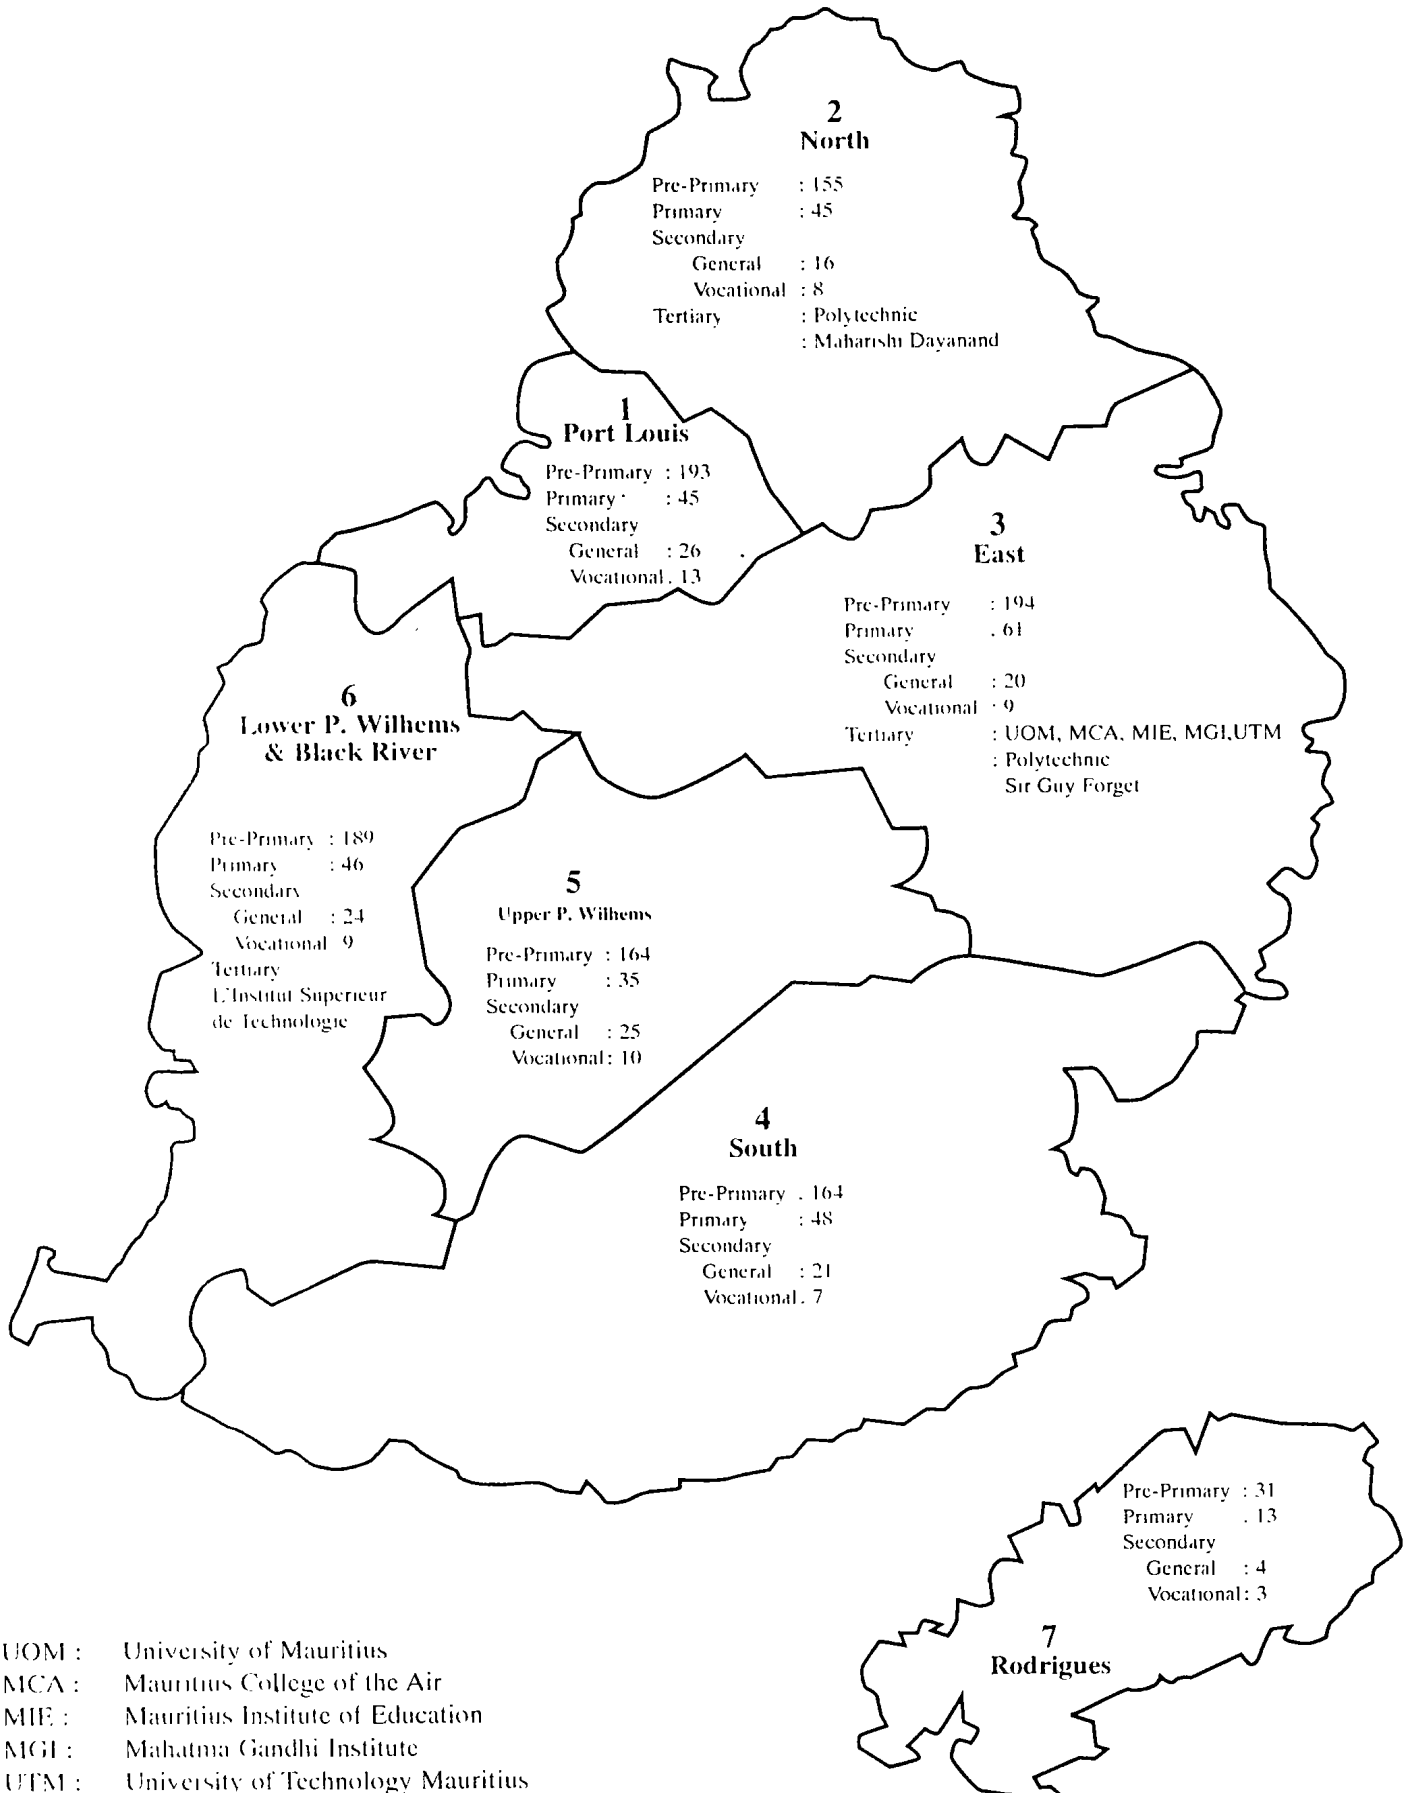 2
North
Pre-Primary : 155
Primary : 45
Secondary
General : 16
Vocational : 8
Tertiary : Polytechnic
: Maharishi Dayanand
1
Port Louis
Pre-Primary : 193
Primary : 45
Secondary
General : 26
Vocational . 13
3
East
Pre-Primary : 194
Primary . 61
Secondary
General : 20
Vocational : 9
Tertiary : UOM, MCA, MIE, MGI,UTM
: Polytechnic
Sir Guy Forget
6
Lower P. Wilhems
& Black River
Pre-Primary : 189
Primary : 46
Secondary
General : 24
Vocational 9
Tertiary
L'Institut Superieur
de Technologie
5
Upper P. Wilhems
Pre-Primary : 164
Primary : 35
Secondary
General : 25
Vocational : 10
4
South
Pre-Primary . 164
Primary : 48
Secondary
General : 21
Vocational . 7
Pre-Primary : 31
Primary . 13
Secondary
General : 4
Vocational : 3
7
Rodrigues
UOM : University of Mauritius
MCA : Mauritius College of the Air
MIE : Mauritius Institute of Education
MGI : Mahatma Gandhi Institute
UTM : University of Technology Mauritius